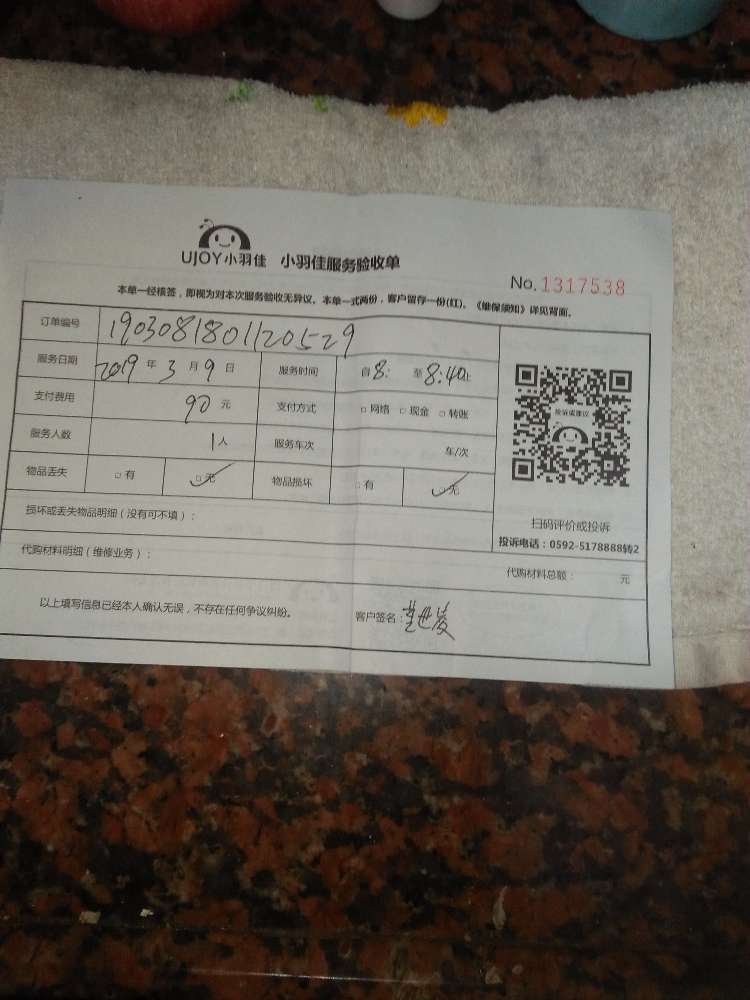 UJOY小羽佳 小羽佳服务验收单
No.1317538
本单一经核签，即视为对本次服务验收无异议。本单一式两份，客户留存一份(红)。《维保须知》详见背面。
订单编号 190308180112０529
服务日期 2019 年 3 月 9 日 服务时间 自 8: 至 8:40止
支付费用 90 元 支付方式 □ 网络 □ 现金 □ 转账
服务人数 1 人 服务车次 车/次
物品丢失 □ 有 □ 无 物品损坏 □ 有 □ 无
投诉或建议
扫码评价或投诉
投诉电话：0592-5178888转2
损坏或丢失物品明细（没有可不填）：
代购材料明细（维修业务）： 代购材料总额： 元
以上填写信息已经本人确认无误，不存在任何争议纠纷。 客户签名：